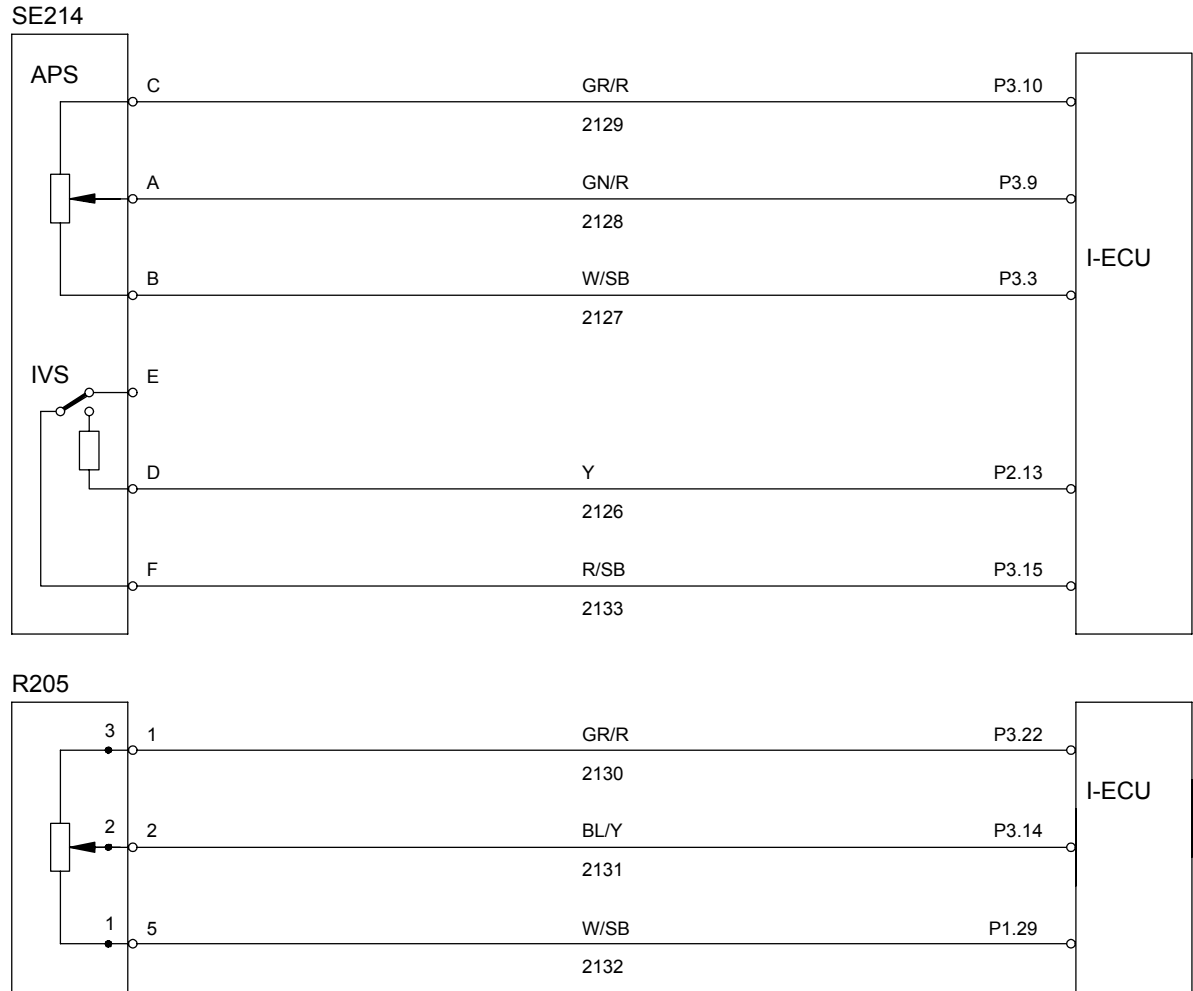 SE214
APS
C GR/R P3.10
2129
A GN/R P3.9
2128
I-ECU
B W/SB P3.3
2127
IVS
E
D Y P2.13
2126
F R/SB P3.15
2133
R205
3 1 GR/R P3.22
2130
I-ECU
2 2 BL/Y P3.14
2131
1 5 W/SB P1.29
2132